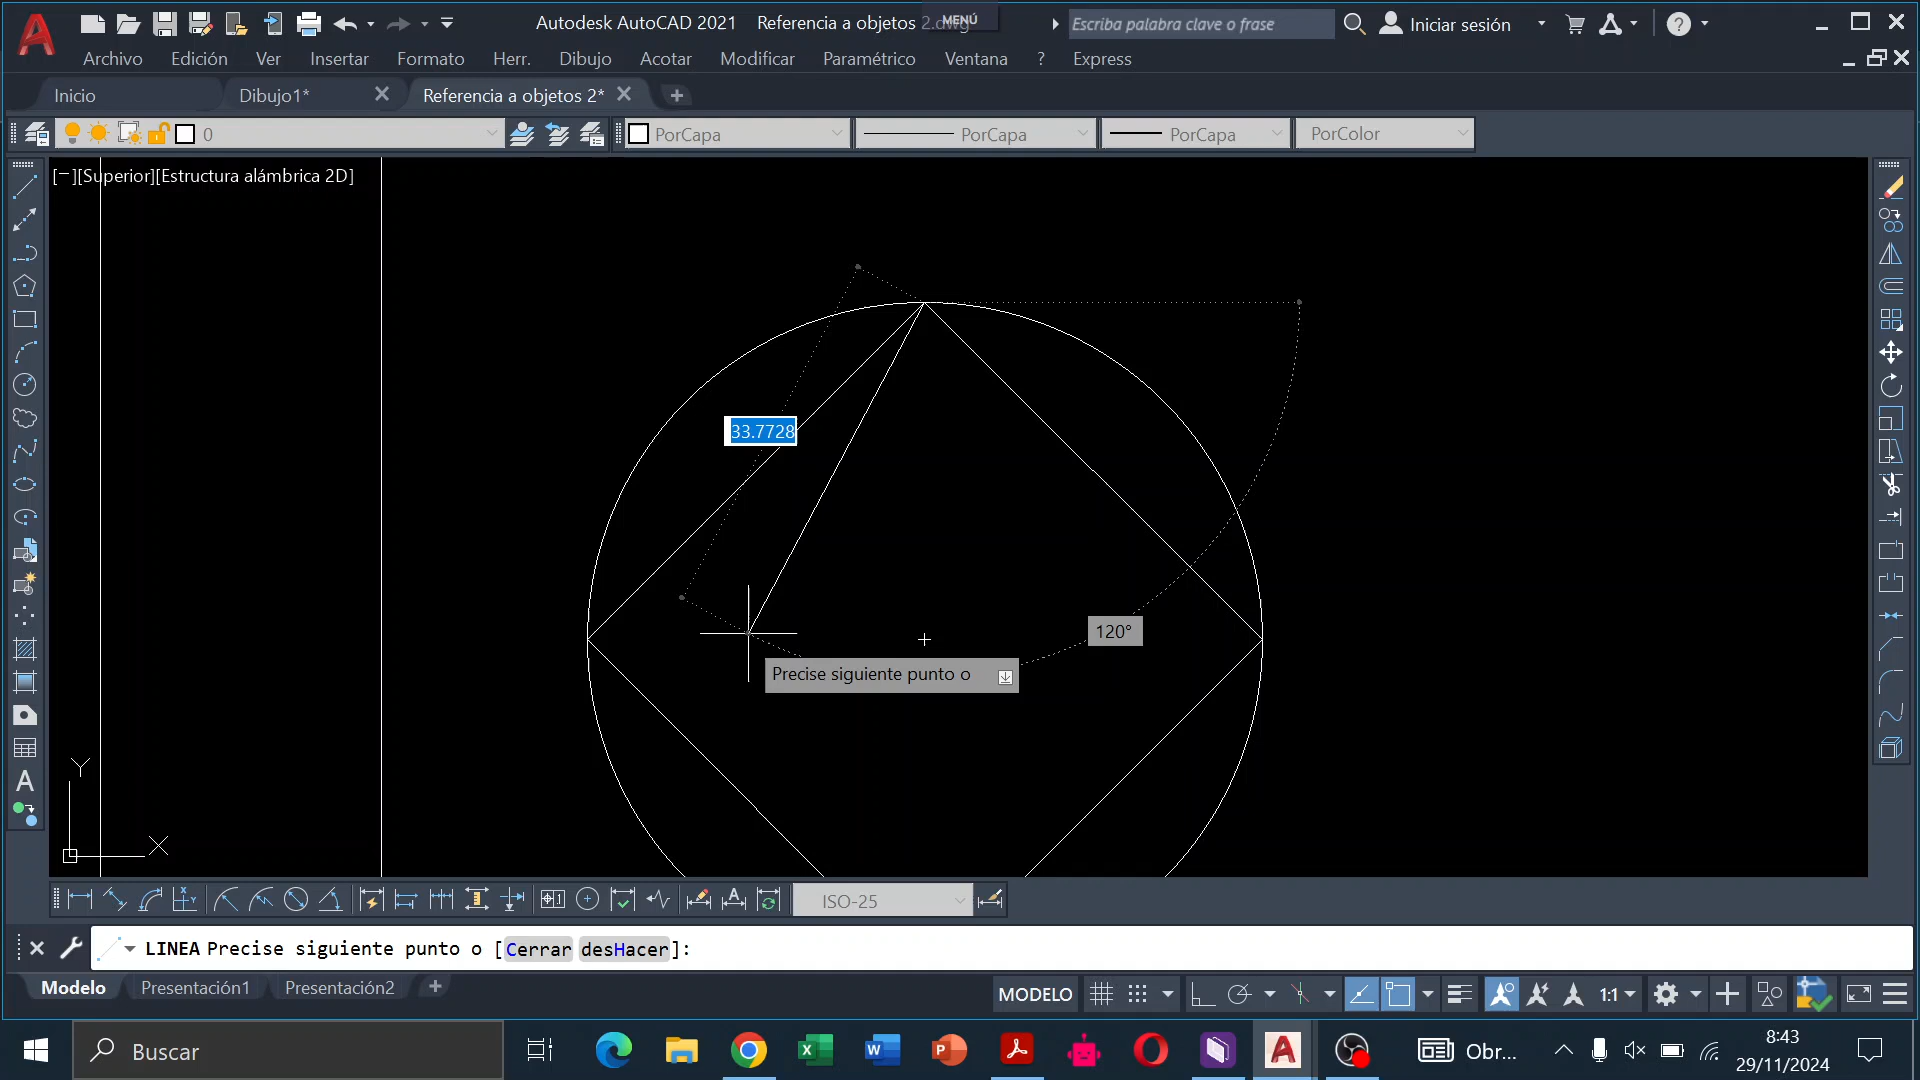 Autodesk AutoCAD 2021 Referencia a objetos 2.dwg
MENÚ
Escriba palabra clave o frase
Iniciar sesión
?
Archivo Edición Ver Insertar Formato Herr. Dibujo Acotar Modificar Paramétrico Ventana ? Express
Inicio Dibujo1* Referencia a objetos 2*
0 PorCapa PorCapa PorCapa PorColor
[−][Superior][Estructura alámbrica 2D]
33.7728
120°
Precise siguiente punto o
Y
X
A
ISO-25
LINEA Precise siguiente punto o [Cerrar desHacer]:
Modelo Presentación1 Presentación2
MODELO 1:1
Buscar
Obr...
8:43
29/11/2024